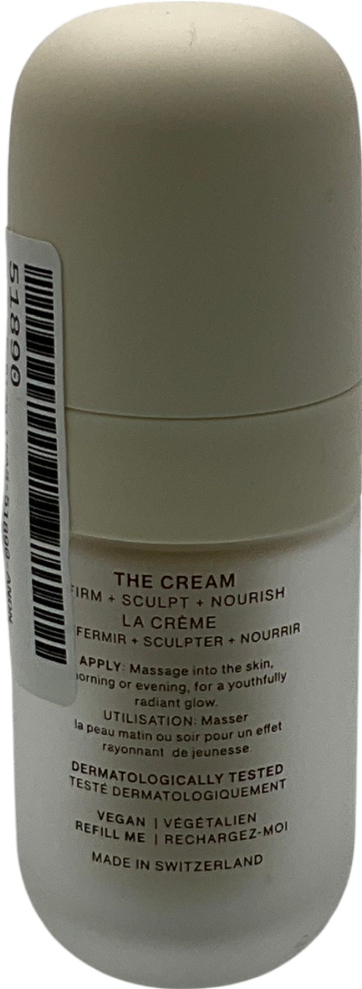 51890
THE CREAM
FIRM + SCULPT + NOURISH
LA CRÈME
FERMIR + SCULPTER + NOURRIR
APPLY: Massage into the skin,
morning or evening, for a youthfully
radiant glow.
UTILISATION: Masser
la peau matin ou soir pour un effet
rayonnant de jeunesse.
DERMATOLOGICALLY TESTED
TESTÉ DERMATOLOGIQUEMENT
VEGAN | VÉGÉTALIEN
REFILL ME | RECHARGEZ-MOI
MADE IN SWITZERLAND